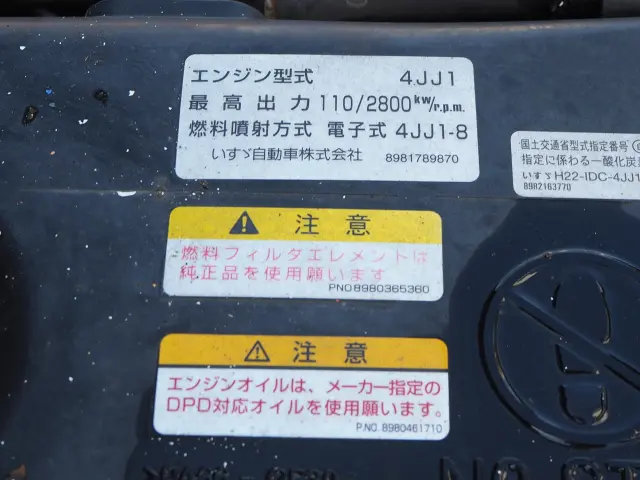 エンジン型式 4JJ1
最高出力 110/2800 kW/r.p.m.
燃料噴射方式 電子式 4JJ1-8
いすゞ自動車株式会社 8981789870
国土交通省型式指定番号
指定に係わる一酸化炭
いすゞ H22-IDC-4JJ1
8982163770
注意
燃料フィルタエレメントは
純正品を使用願います
PNO8980365360
注意
エンジンオイルは、メーカー指定の
DPD対応オイルを使用願います。
P.NO. 8980461710
NO